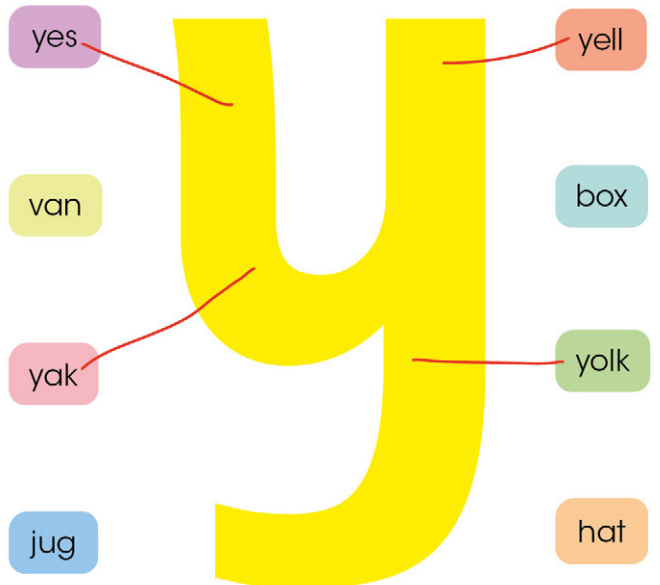 yes
yell
y
van
box
yak
yolk
jug
hat